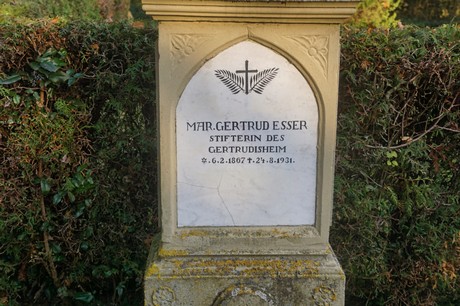 MAR. GERTRUD ESSER
STIFTERIN DES
GERTRUDISHEIM
*.6.2.1867 †.24.8.1931.